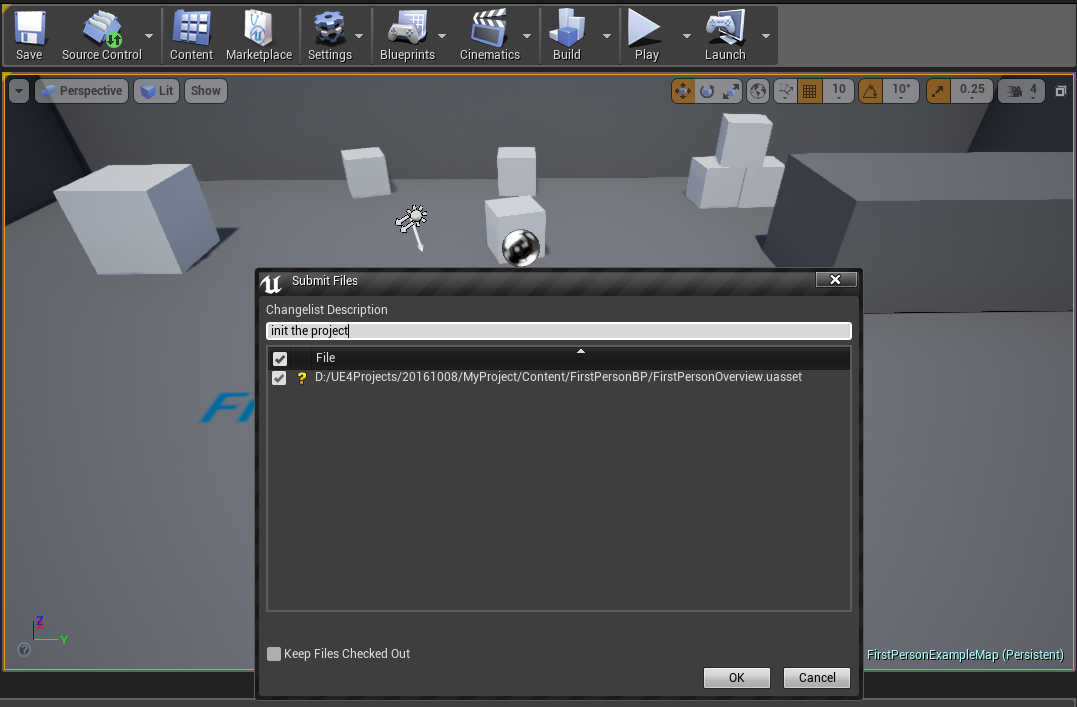 Save Source Control Content Marketplace Settings Blueprints Cinematics Build Play Launch
Perspective Lit Show 10 10° 0.25 4
Submit Files
Changelist Description
init the project
File
? D:/UE4Projects/20161008/MyProject/Content/FirstPersonBP/FirstPersonOverview.uasset
Fi
Z
Y
?
Keep Files Checked Out
FirstPersonExampleMap (Persistent)
OK Cancel